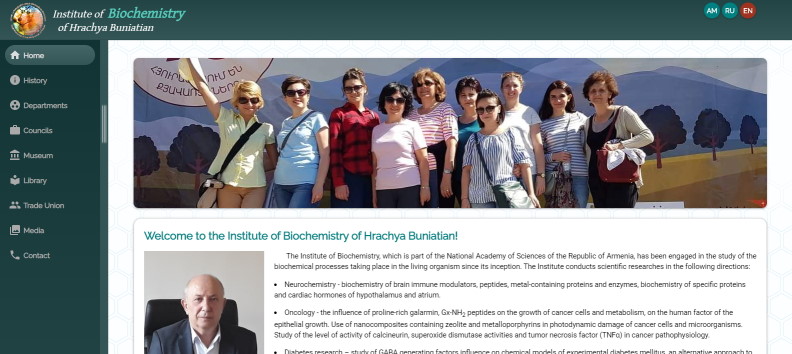 Institute of Biochemistry
of Hrachya Buniatian
AM RU EN
Home
History
Departments
Councils
Museum
Library
Trade Union
Media
Contact
Welcome to the Institute of Biochemistry of Hrachya Buniatian!
The Institute of Biochemistry, which is part of the National Academy of Sciences of the Republic of Armenia, has been engaged in the study of the
biochemical processes taking place in the living organism since its inception. The Institute conducts scientific researches in the following directions:
• Neurochemistry - biochemistry of brain immune modulators, peptides, metal-containing proteins and enzymes, biochemistry of specific proteins
and cardiac hormones of hypothalamus and atrium.
• Oncology - the influence of proline-rich galarmin, Gx-NH₂ peptides on the growth of cancer cells and metabolism, on the human factor of the
epithelial growth. Use of nanocomposites containing zeolite and metalloporphyrins in photodynamic damage of cancer cells and microorganisms.
Study of the level of activity of calcineurin, superoxide dismutase activities and tumor necrosis factor (TNFα) in cancer pathophysiology.
• Diabetes research – study of GABA generating factors influence on chemical models of experimental diabetes mellitus, an alternative approach to